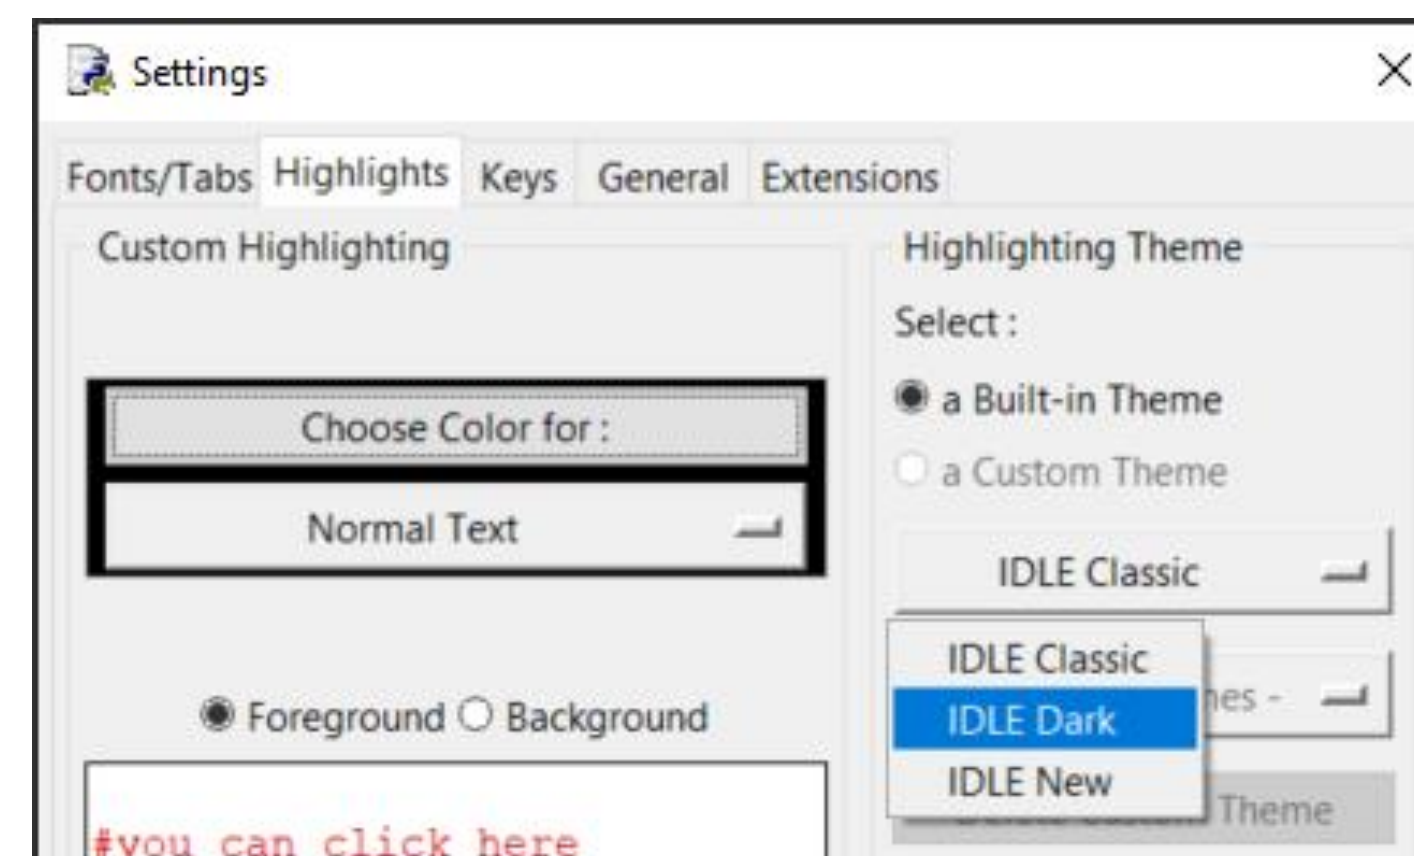 Settings
Fonts/Tabs Highlights Keys General Extensions
Custom Highlighting
Choose Color for :
Normal Text
Foreground Background
#you can click here
Highlighting Theme
Select :
a Built-in Theme
a Custom Theme
IDLE Classic
IDLE Classic
IDLE Dark
IDLE New
Theme